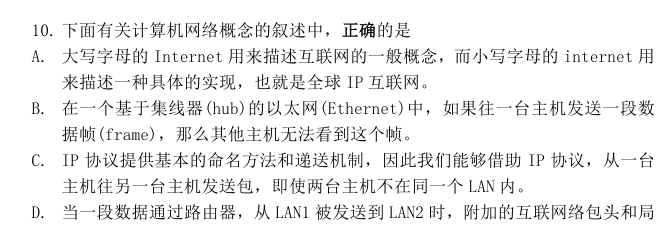 10. 下面有关计算机网络概念的叙述中，正确的是
A. 大写字母的 Internet 用来描述互联网的一般概念，而小写字母的 internet 用
来描述一种具体的实现，也就是全球 IP 互联网。
B. 在一个基于集线器(hub)的以太网(Ethernet)中，如果往一台主机发送一段数
据帧(frame)，那么其他主机无法看到这个帧。
C. IP 协议提供基本的命名方法和递送机制，因此我们能够借助 IP 协议，从一台
主机往另一台主机发送包，即使两台主机不在同一个 LAN 内。
D. 当一段数据通过路由器，从 LAN1 被发送到 LAN2 时，附加的互联网络包头和局